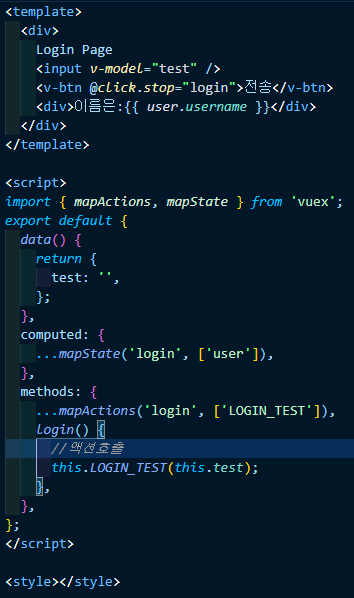 <template>
<div>
Login Page
<input v-model="test" />
<v-btn @click.stop="login">전송</v-btn>
<div>이름은:{{ user.username }}</div>
</div>
</template>
<script>
import { mapActions, mapState } from 'vuex';
export default {
data() {
return {
test: '',
};
},
computed: {
...mapState('login', ['user']),
},
methods: {
...mapActions('login', ['LOGIN_TEST']),
login() {
//액션호출
this.LOGIN_TEST(this.test);
},
},
};
</script>
<style></style>